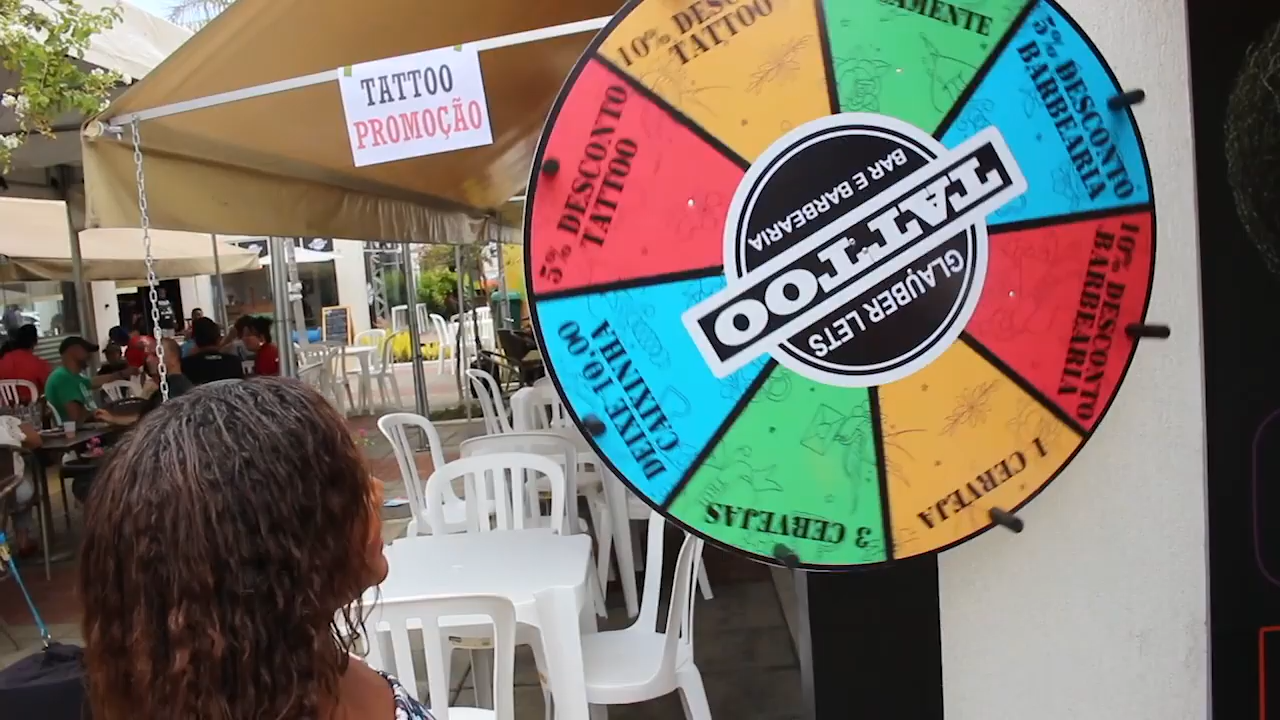 TATTOO
PROMOÇÃO
10% DESC
TATTOO
AMENTE
5% DESCONTO
BARBEARIA
5% DESCONTO
TATTOO
BAR E BARBEARIA
TATTOO
GLAUBER LETS
10% DESCONTO
BARBEARIA
DEIXE 10,00
CAIXINHA
3 CERVEJAS
1 CERVEJA